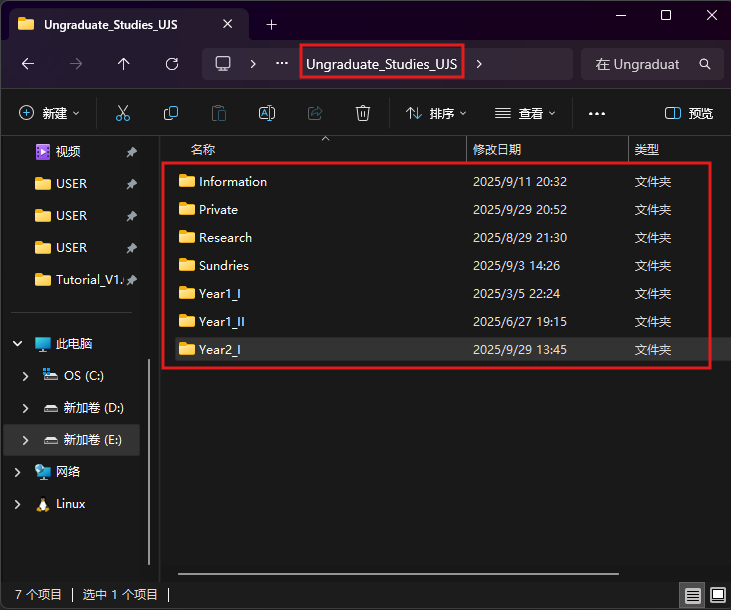 Ungraduate_Studies_UJS
Ungraduate_Studies_UJS
在 Ungraduat
新建
排序
查看
预览
视频
USER
USER
USER
Tutorial_V1.
此电脑
OS (C:)
新加卷 (D:)
新加卷 (E:)
网络
Linux
名称 修改日期 类型
Information 2025/9/11 20:32 文件夹
Private 2025/9/29 20:52 文件夹
Research 2025/8/29 21:30 文件夹
Sundries 2025/9/3 14:26 文件夹
Year1_I 2025/3/5 22:24 文件夹
Year1_II 2025/6/27 19:15 文件夹
Year2_I 2025/9/29 13:45 文件夹
7 个项目 选中 1 个项目